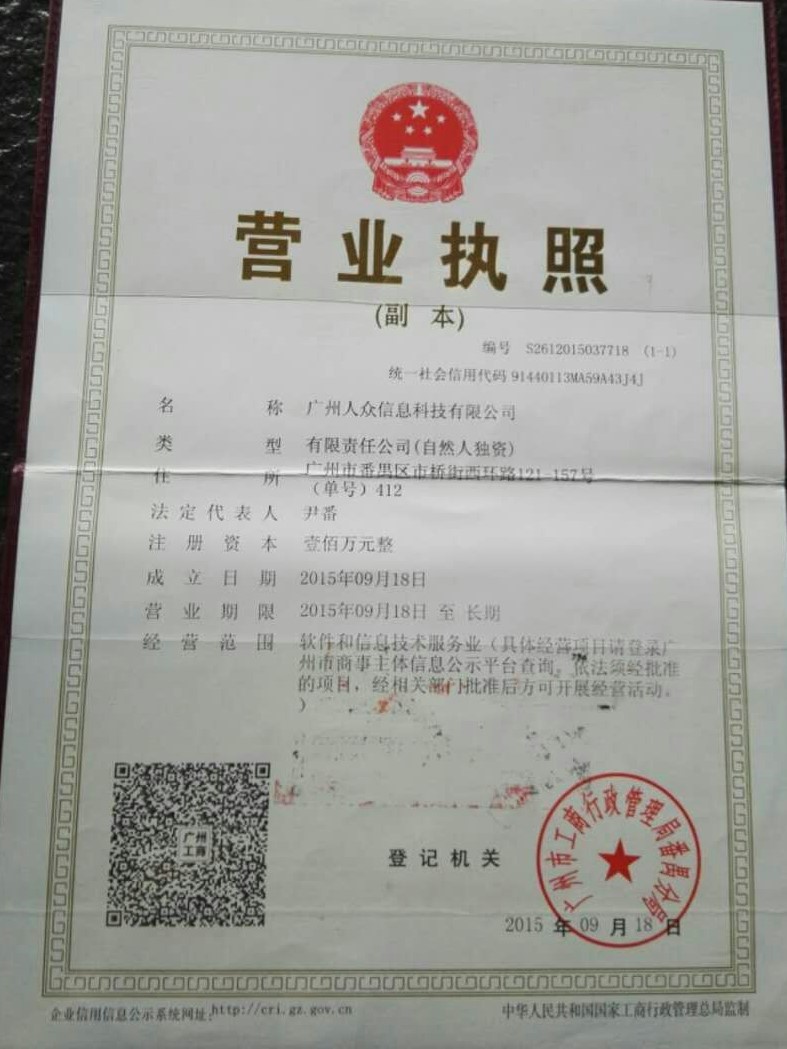 营业执照
(副 本)
编号 S2612015037718 (1-1)
统一社会信用代码 91440113MA59A43J4J
名称 广州人众信息科技有限公司
类型 有限责任公司(自然人独资)
住所 广州市番禺区市桥街西环路121-157号
（单号）412
法定代表人 尹番
注册资本 壹佰万元整
成立日期 2015年09月18日
营业期限 2015年09月18日 至 长期
经营范围 软件和信息技术服务业（具体经营项目请登录广
州市商事主体信息公示平台查询。依法须经批准
的项目，经相关部门批准后方可开展经营活动。
）
广州
工商
登记机关
广州市工商行政管理局番禺分局
2015 年 09 月 18 日
企业信用信息公示系统网址:http://cri.gz.gov.cn
中华人民共和国国家工商行政管理总局监制